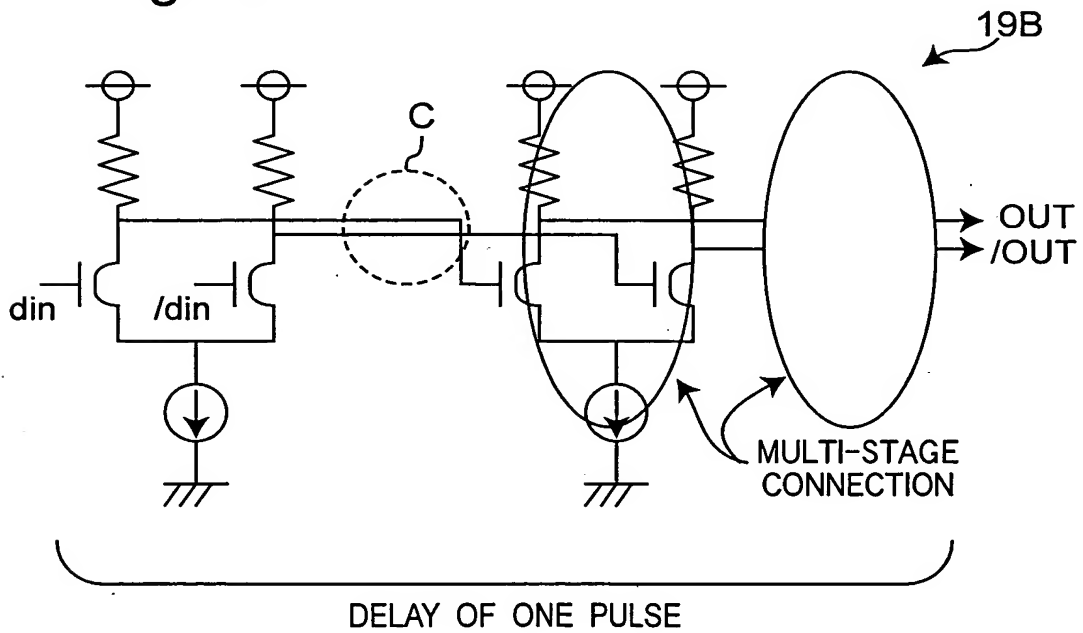 19B
C
OUT
/OUT
din
/din
MULTI-STAGE
CONNECTION
DELAY OF ONE PULSE